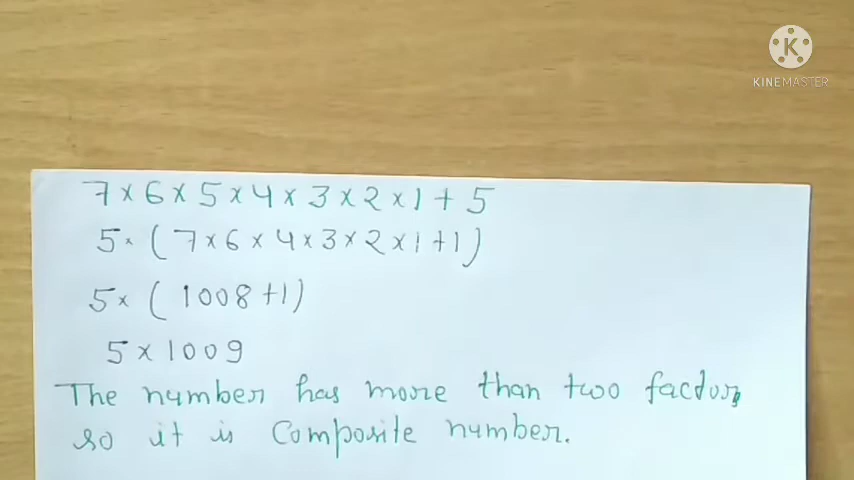 K
KINEMASTER
7 × 6 × 5 × 4 × 3 × 2 × 1 + 5
5 × (7 × 6 × 4 × 3 × 2 × 1 + 1)
5 × (1008 + 1)
5 × 1009
The number has more than two factors
so it is Composite number.